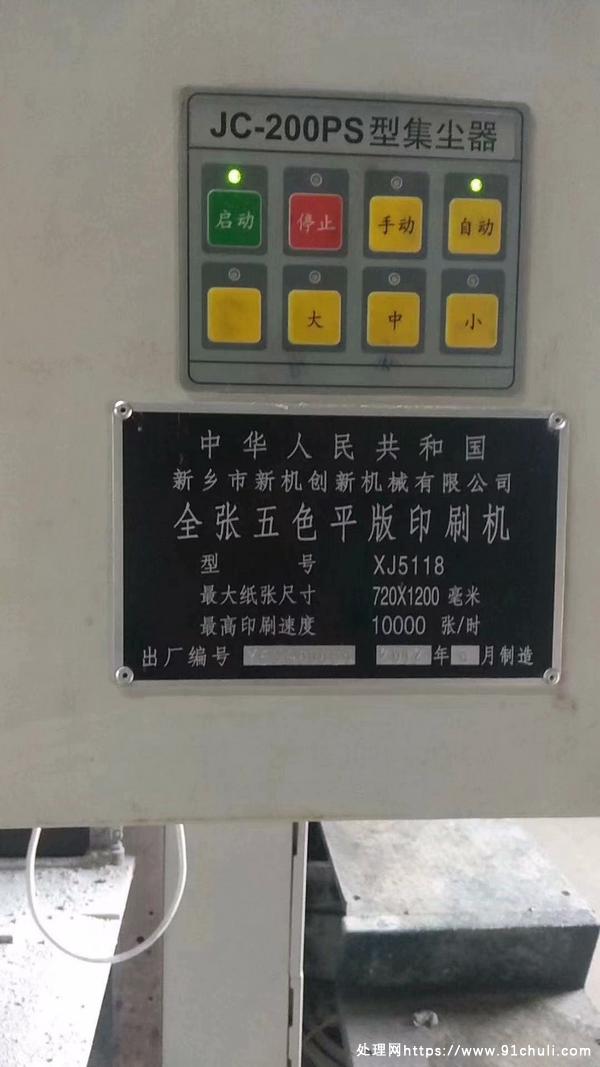 JC-200PS型集尘器
启动 停止 手动 自动
大 中 小
中华人民共和国
新乡市新机创新机械有限公司
全张五色平版印刷机
型号 XJ5118
最大纸张尺寸 720X1200 毫米
最高印刷速度 10000 张/时
出厂编号 年 月制造
处理网https://www.91chuli.com